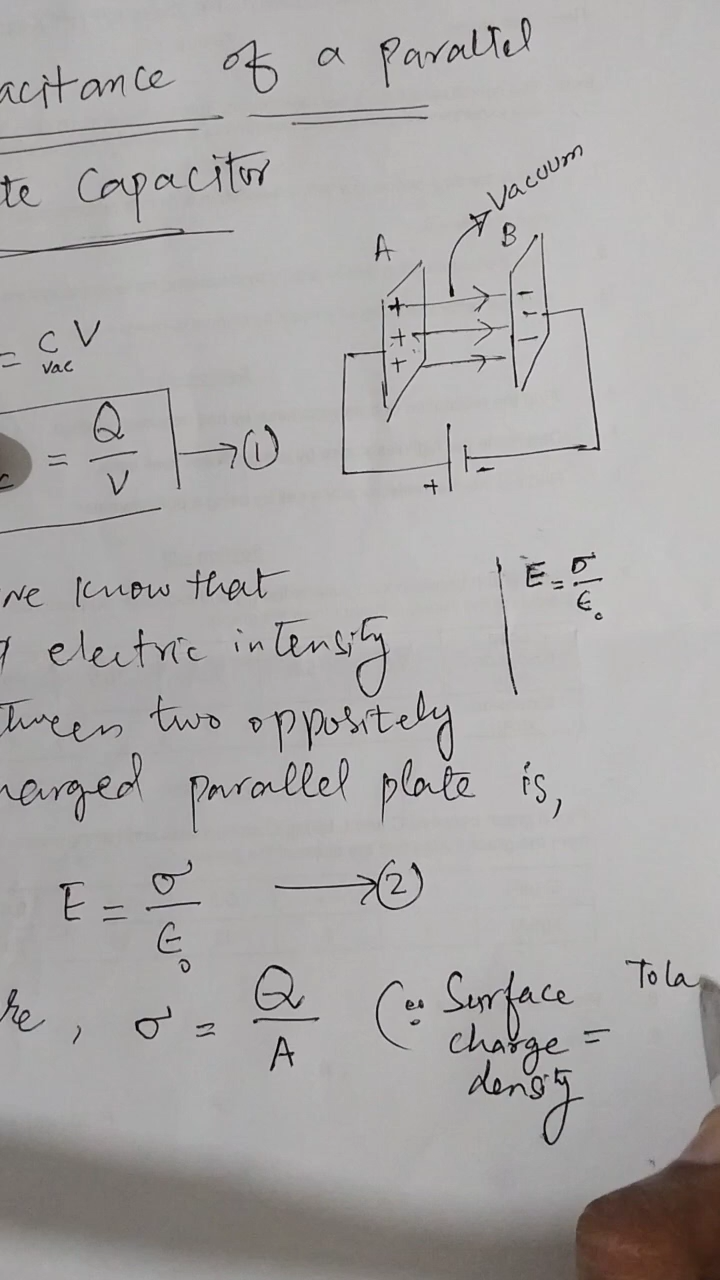 acitance of a parallel
te Capacitor
Vacuum
A
B
+ -
+ -
+ -
= C V
vac
= Q/V → ①
+ -
we know that
E = σ/ϵ₀
electric intensity
tween two oppositely
harged parallel plate is,
E = σ/ϵ₀ → ②
re, σ = Q/A (∵ Surface
charge =
density
Tola